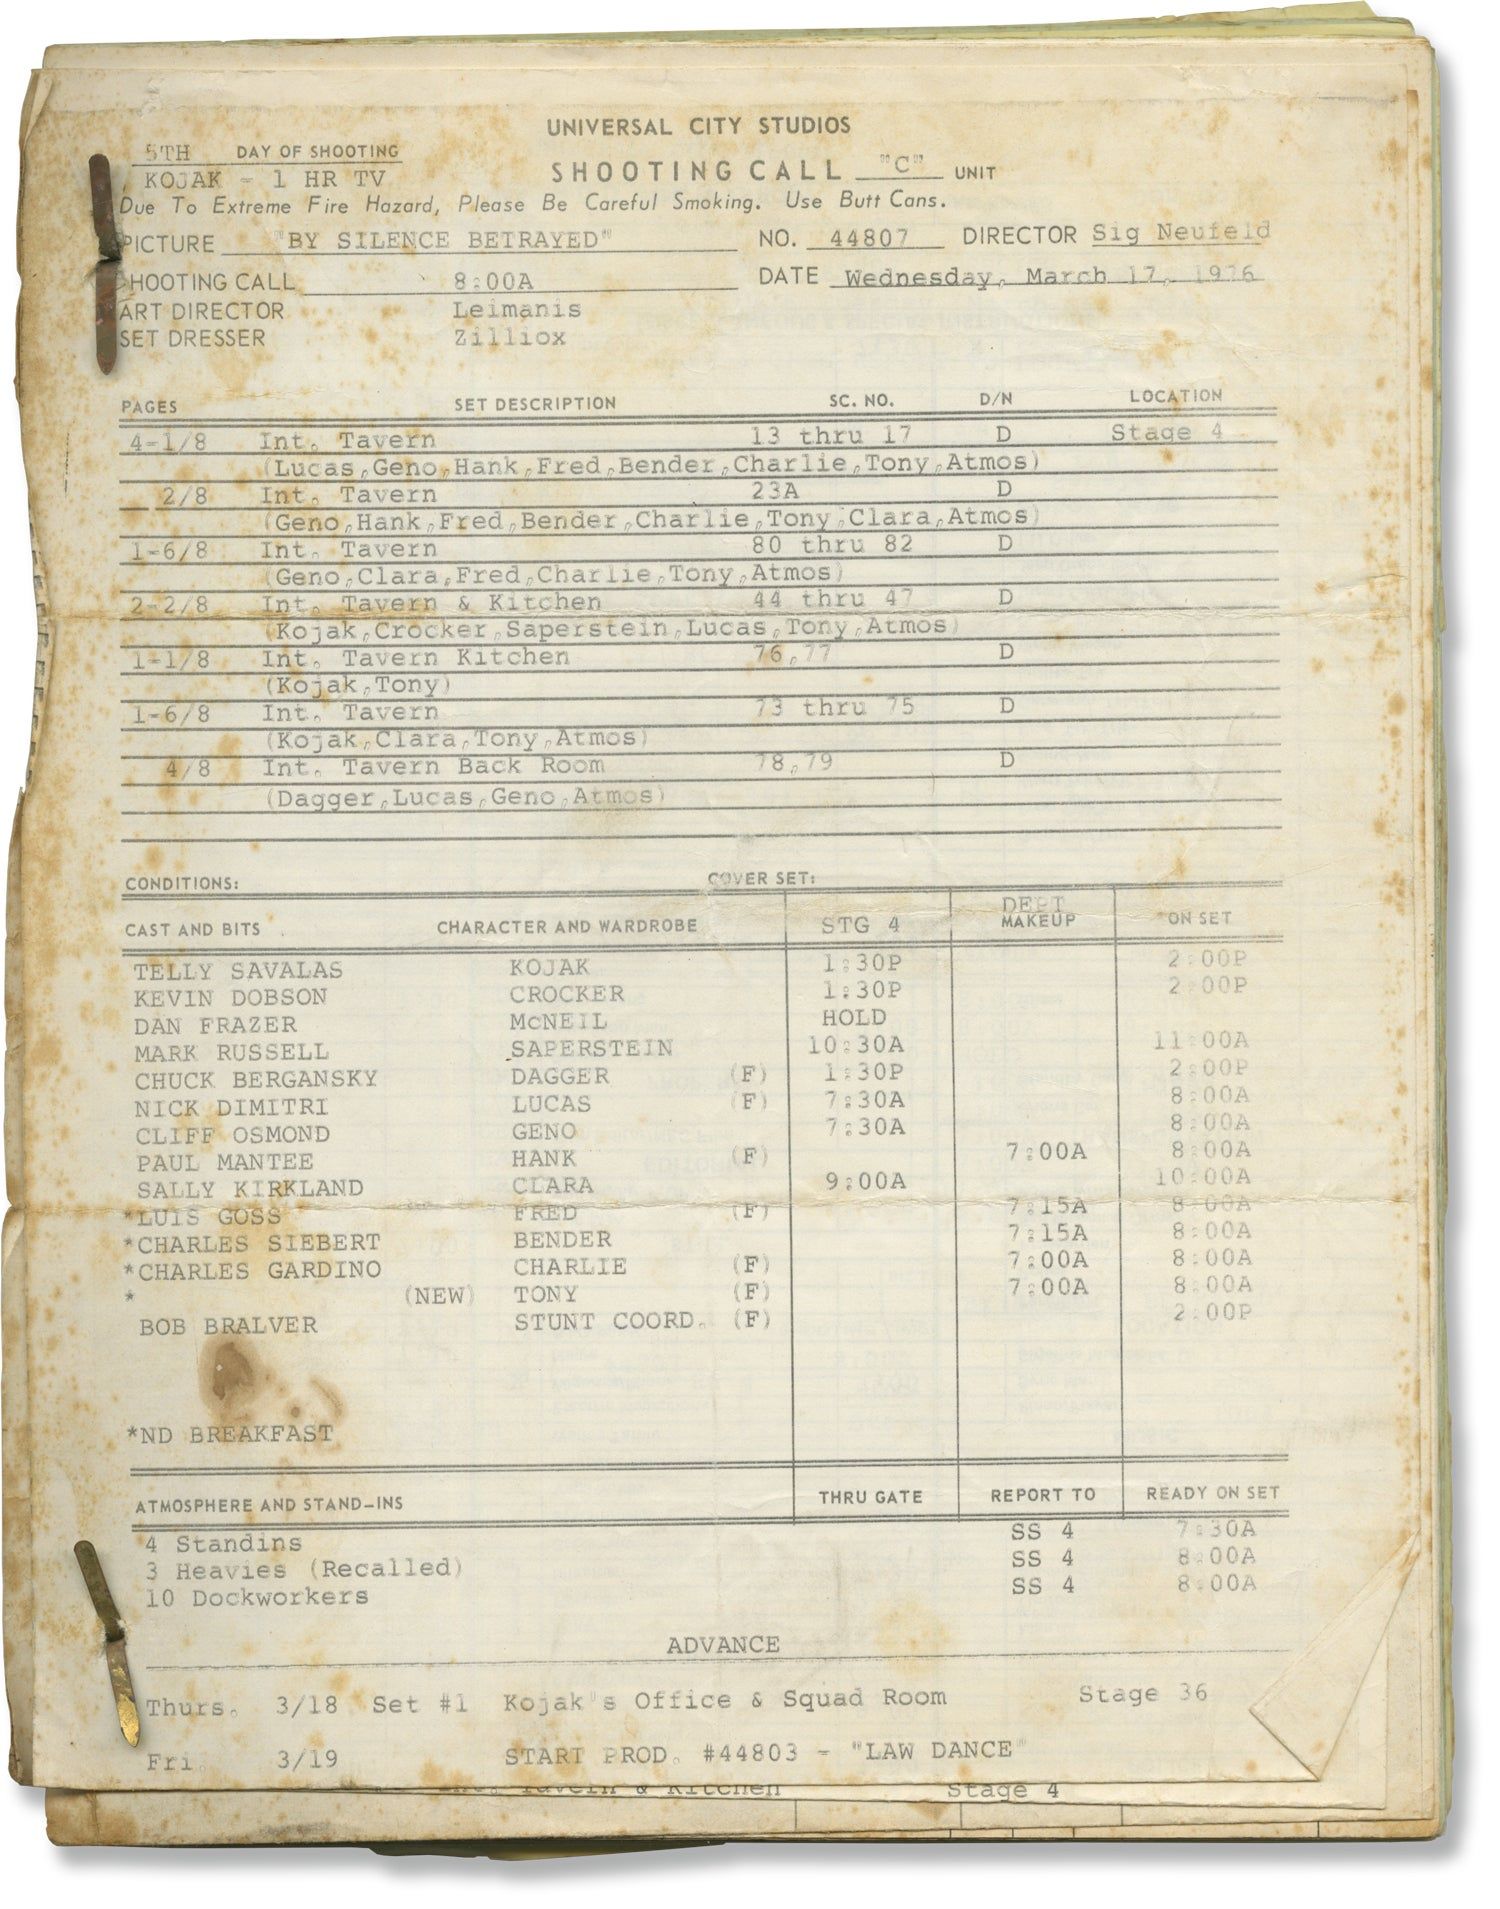 UNIVERSAL CITY STUDIOS
5TH DAY OF SHOOTING
SHOOTING CALL "C" UNIT
KOJAK - 1 HR TV
Due To Extreme Fire Hazard, Please Be Careful Smoking. Use Butt Cans.
PICTURE "BY SILENCE BETRAYED" NO. 44807 DIRECTOR Sig Neufeld
SHOOTING CALL 8:00A DATE Wednesday, March 17, 1976
ART DIRECTOR Leimanis
SET DRESSER Zilliox
PAGES SET DESCRIPTION SC. NO. D/N LOCATION
4-1/8 Int. Tavern 13 thru 17 D Stage 4
(Lucas,Geno,Hank,Fred,Bender,Charlie,Tony,Atmos)
2/8 Int. Tavern 23A D
(Geno,Hank,Fred,Bender,Charlie,Tony,Clara,Atmos)
1-6/8 Int. Tavern 80 thru 82 D
(Geno,Clara,Fred,Charlie,Tony,Atmos)
2-2/8 Int. Tavern & Kitchen 44 thru 47 D
(Kojak,Crocker,Saperstein,Lucas,Tony,Atmos)
1-1/8 Int. Tavern Kitchen 76,77 D
(Kojak,Tony)
1-6/8 Int. Tavern 73 thru 75 D
(Kojak,Clara,Tony,Atmos)
4/8 Int. Tavern Back Room 78,79 D
(Dagger,Lucas,Geno,Atmos)
CONDITIONS: COVER SET:
CAST AND BITS CHARACTER AND WARDROBE STG 4 DEPT MAKEUP ON SET
TELLY SAVALAS KOJAK 1:30P 2:00P
KEVIN DOBSON CROCKER 1:30P 2:00P
DAN FRAZER McNEIL HOLD
MARK RUSSELL SAPERSTEIN 10:30A 11:00A
CHUCK BERGANSKY DAGGER (F) 1:30P 2:00P
NICK DIMITRI LUCAS (F) 7:30A 8:00A
CLIFF OSMOND GENO 7:30A 8:00A
PAUL MANTEE HANK (F) 7:00A 8:00A
SALLY KIRKLAND CLARA 9:00A 10:00A
*LUIS GOSS FRED (F) 7:15A 8:00A
*CHARLES SIEBERT BENDER 7:15A 8:00A
*CHARLES GARDINO CHARLIE (F) 7:00A 8:00A
* (NEW) TONY (F) 7:00A 8:00A
BOB BRALVER STUNT COORD. (F) 2:00P
*ND BREAKFAST
ATMOSPHERE AND STAND-INS THRU GATE REPORT TO READY ON SET
4 Standins SS 4 7:30A
3 Heavies (Recalled) SS 4 8:00A
10 Dockworkers SS 4 8:00A
ADVANCE
Thurs. 3/18 Set #1 Kojak's Office & Squad Room Stage 36
Fri. 3/19 START PROD. #44803 - "LAW DANCE"
Int. Tavern & Kitchen Stage 4